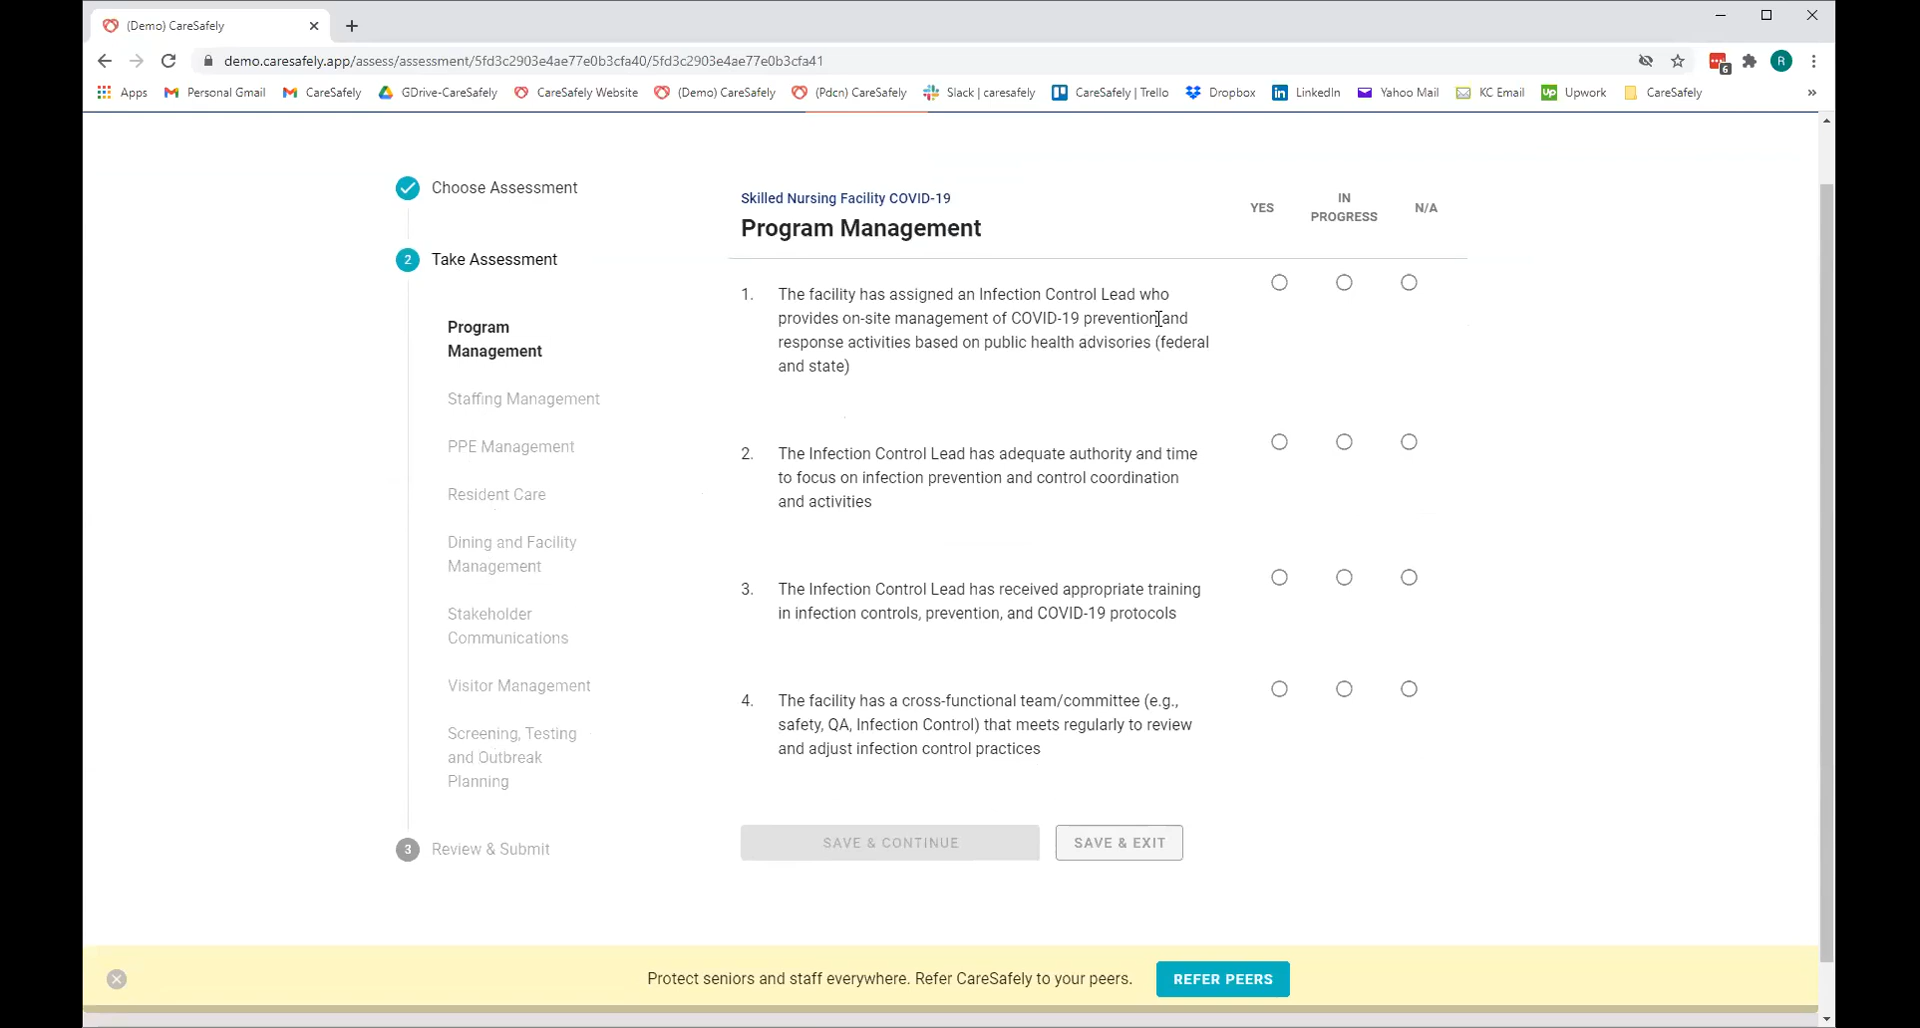 (Demo) CareSafely
demo.caresafely.app/assess/assessment/5fd3c2903e4ae77e0b3cfa40/5fd3c2903e4ae77e0b3cfa41
6
R
Apps
Personal Gmail
CareSafely
GDrive-CareSafely
CareSafely Website
(Demo) CareSafely
(Pdcn) CareSafely
Slack | caresafely
CareSafely | Trello
Dropbox
LinkedIn
Yahoo Mail
KC Email
Upwork
CareSafely
Choose Assessment
2 Take Assessment
Program
Management
Staffing Management
PPE Management
Resident Care
Dining and Facility
Management
Stakeholder
Communications
Visitor Management
Screening, Testing
and Outbreak
Planning
3 Review & Submit
Skilled Nursing Facility COVID-19
Program Management
YES
IN
PROGRESS
N/A
1. The facility has assigned an Infection Control Lead who
provides on-site management of COVID-19 prevention and
response activities based on public health advisories (federal
and state)
2. The Infection Control Lead has adequate authority and time
to focus on infection prevention and control coordination
and activities
3. The Infection Control Lead has received appropriate training
in infection controls, prevention, and COVID-19 protocols
4. The facility has a cross-functional team/committee (e.g.,
safety, QA, Infection Control) that meets regularly to review
and adjust infection control practices
SAVE & CONTINUE
SAVE & EXIT
Protect seniors and staff everywhere. Refer CareSafely to your peers.
REFER PEERS